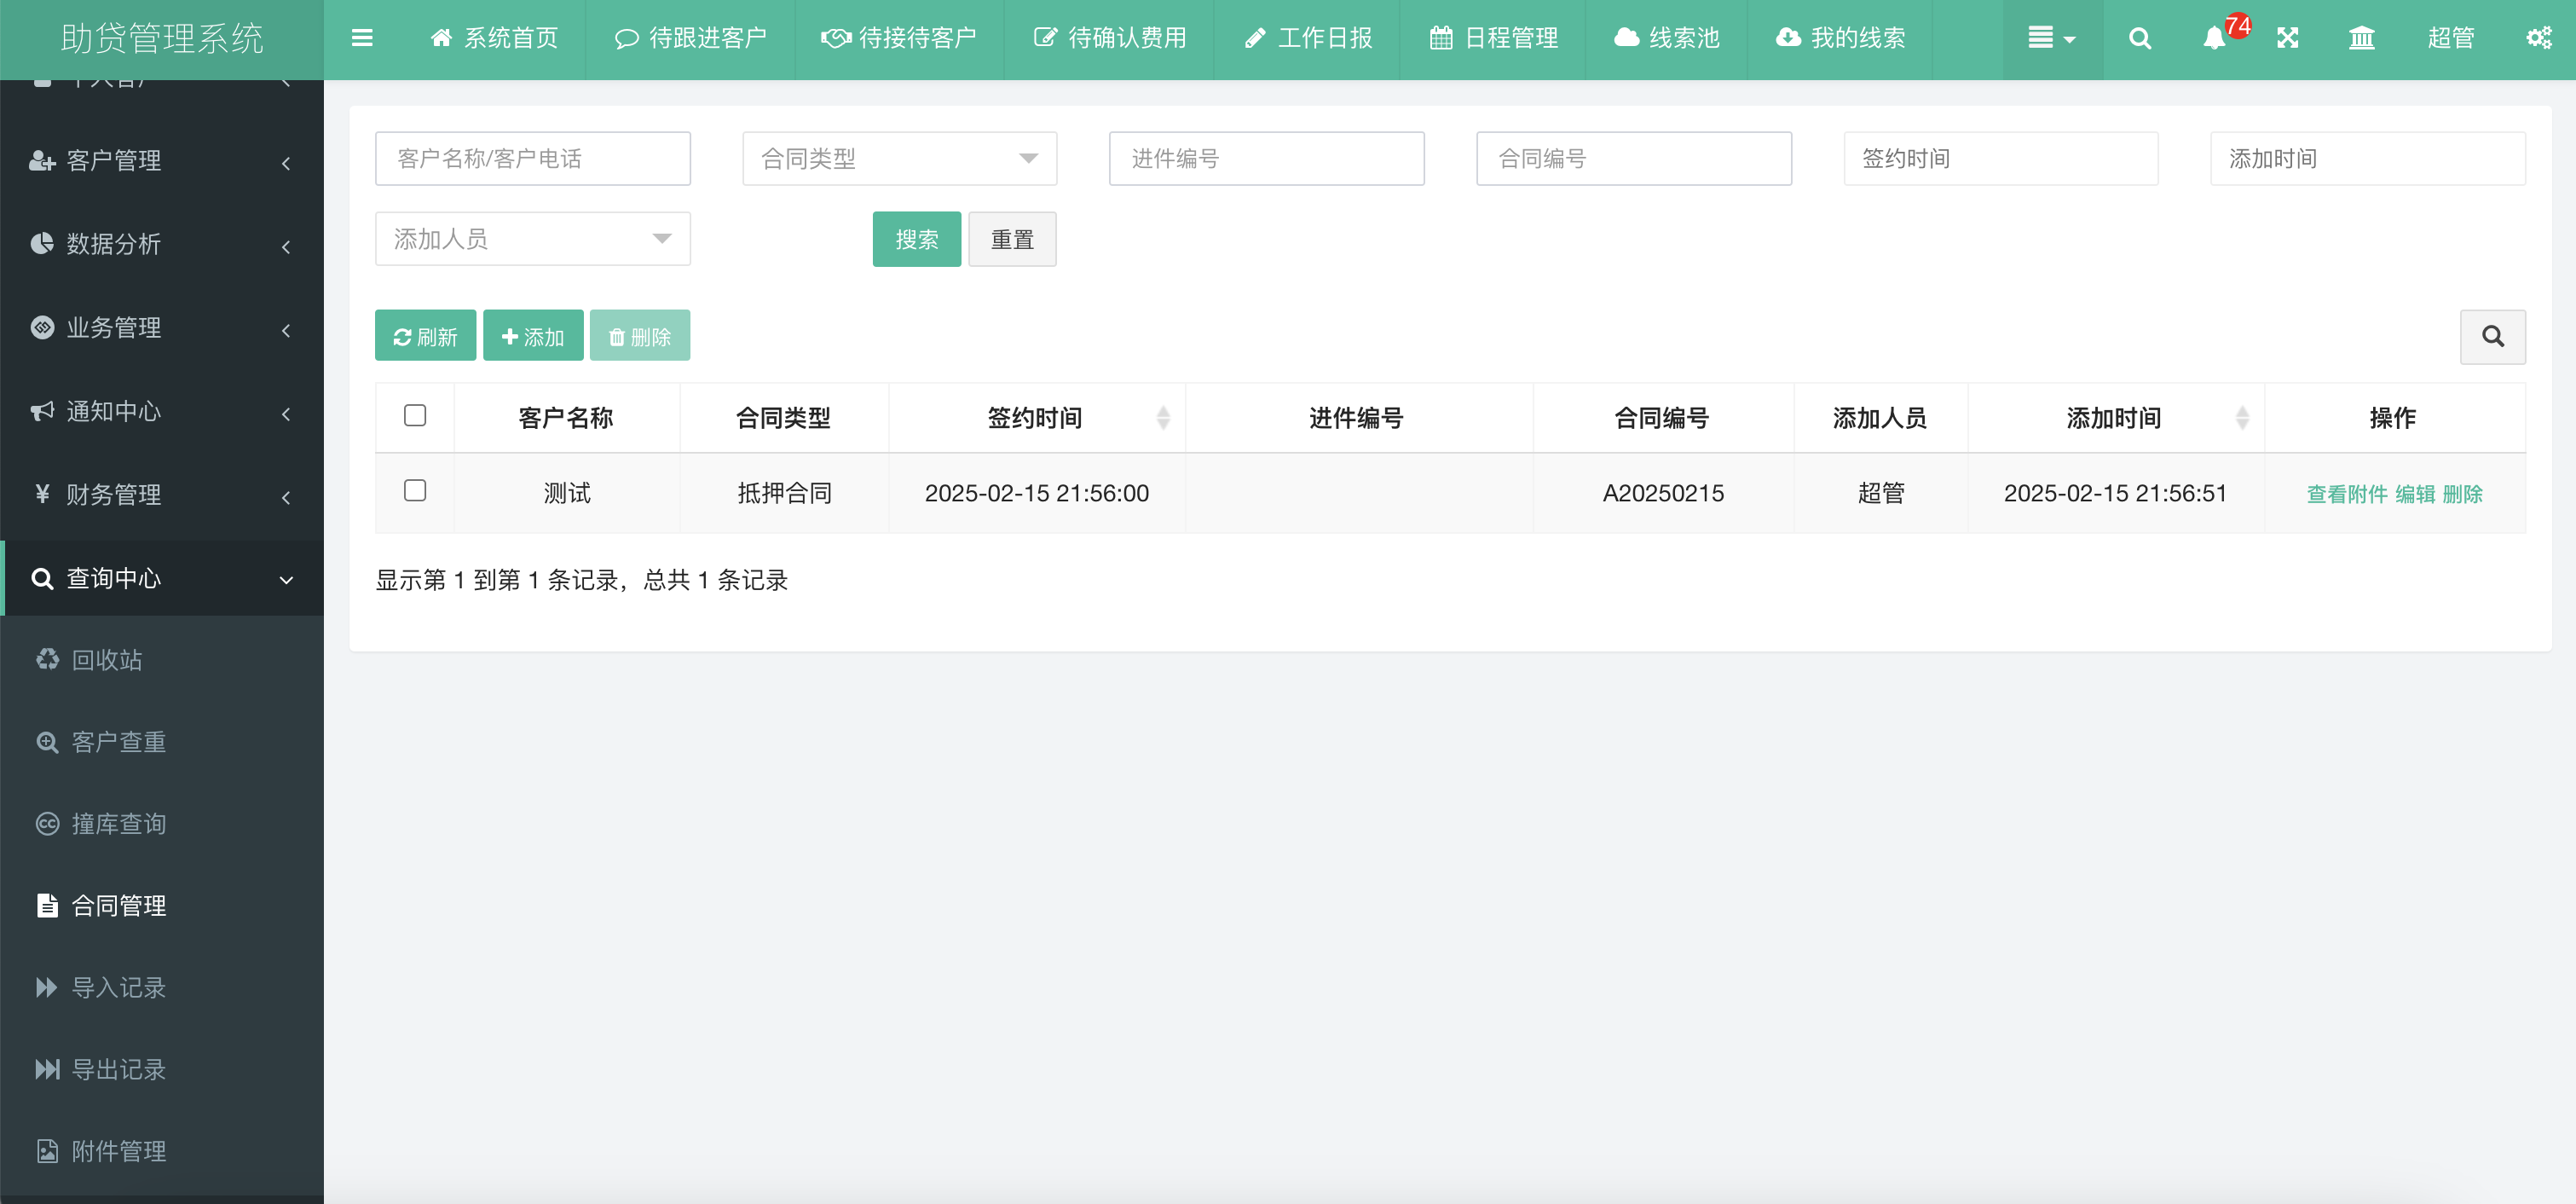 助贷管理系统
系统首页 待跟进客户 待接待客户 待确认费用 工作日报 日程管理 线索池 我的线索 74 超管
个人客户
客户管理
数据分析
业务管理
通知中心
¥ 财务管理
查询中心
回收站
客户查重
撞库查询
合同管理
导入记录
导出记录
附件管理
客户名称/客户电话 合同类型 进件编号 合同编号 签约时间 添加时间
添加人员 搜索 重置
刷新 添加 删除
客户名称 合同类型 签约时间 进件编号 合同编号 添加人员 添加时间 操作
测试 抵押合同 2025-02-15 21:56:00 A20250215 超管 2025-02-15 21:56:51 查看附件 编辑 删除
显示第 1 到第 1 条记录，总共 1 条记录